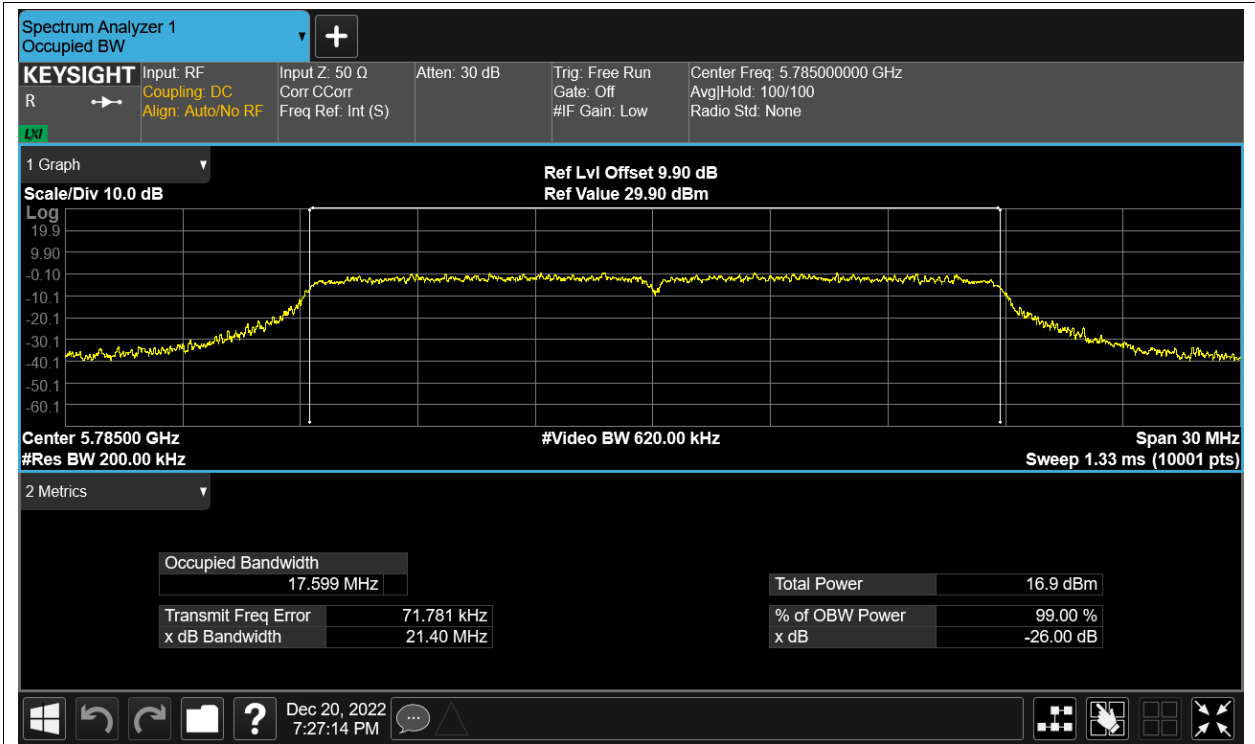 Spectrum Analyzer 1
Occupied BW
KEYSIGHT
R
LXI
Input: RF
Coupling: DC
Align: Auto/No RF
Input Z: 50 Ω
Corr CCorr
Freq Ref: Int (S)
Atten: 30 dB
Trig: Free Run
Gate: Off
#IF Gain: Low
Center Freq: 5.785000000 GHz
Avg|Hold: 100/100
Radio Std: None
1 Graph
Scale/Div 10.0 dB
Ref Lvl Offset 9.90 dB
Ref Value 29.90 dBm
Log
19.9
9.90
-0.10
-10.1
-20.1
-30.1
-40.1
-50.1
-60.1
Center 5.78500 GHz
#Video BW 620.00 kHz
Span 30 MHz
#Res BW 200.00 kHz
Sweep 1.33 ms (10001 pts)
2 Metrics
Occupied Bandwidth
17.599 MHz
Total Power 16.9 dBm
Transmit Freq Error 71.781 kHz
% of OBW Power 99.00 %
x dB Bandwidth 21.40 MHz
x dB -26.00 dB
?
Dec 20, 2022
7:27:14 PM